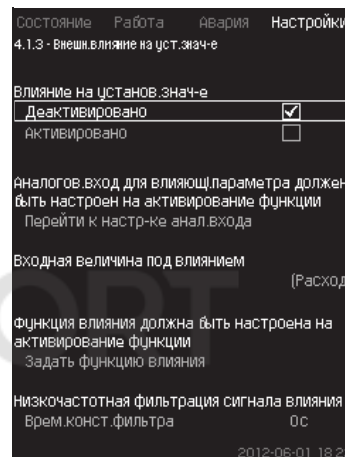 Состояние Работа Авария Настройки
4.1.3 - Внешн.влияние на уст.знач-е
Влияние на установ.знач-е
Деактивировано
Активировано
Аналогов.вход для влияющ.параметра должен
быть настроен на активирование функции
Перейти к настр-ке анал.входа
Входная величина под влиянием
(Расход
Функция влияния должна быть настроена на
активирование функции
Задать функцию влияния
Низкочастотная фильтрация сигнала влияния
Врем.конст.фильтра 0с
2012-06-01 18:2